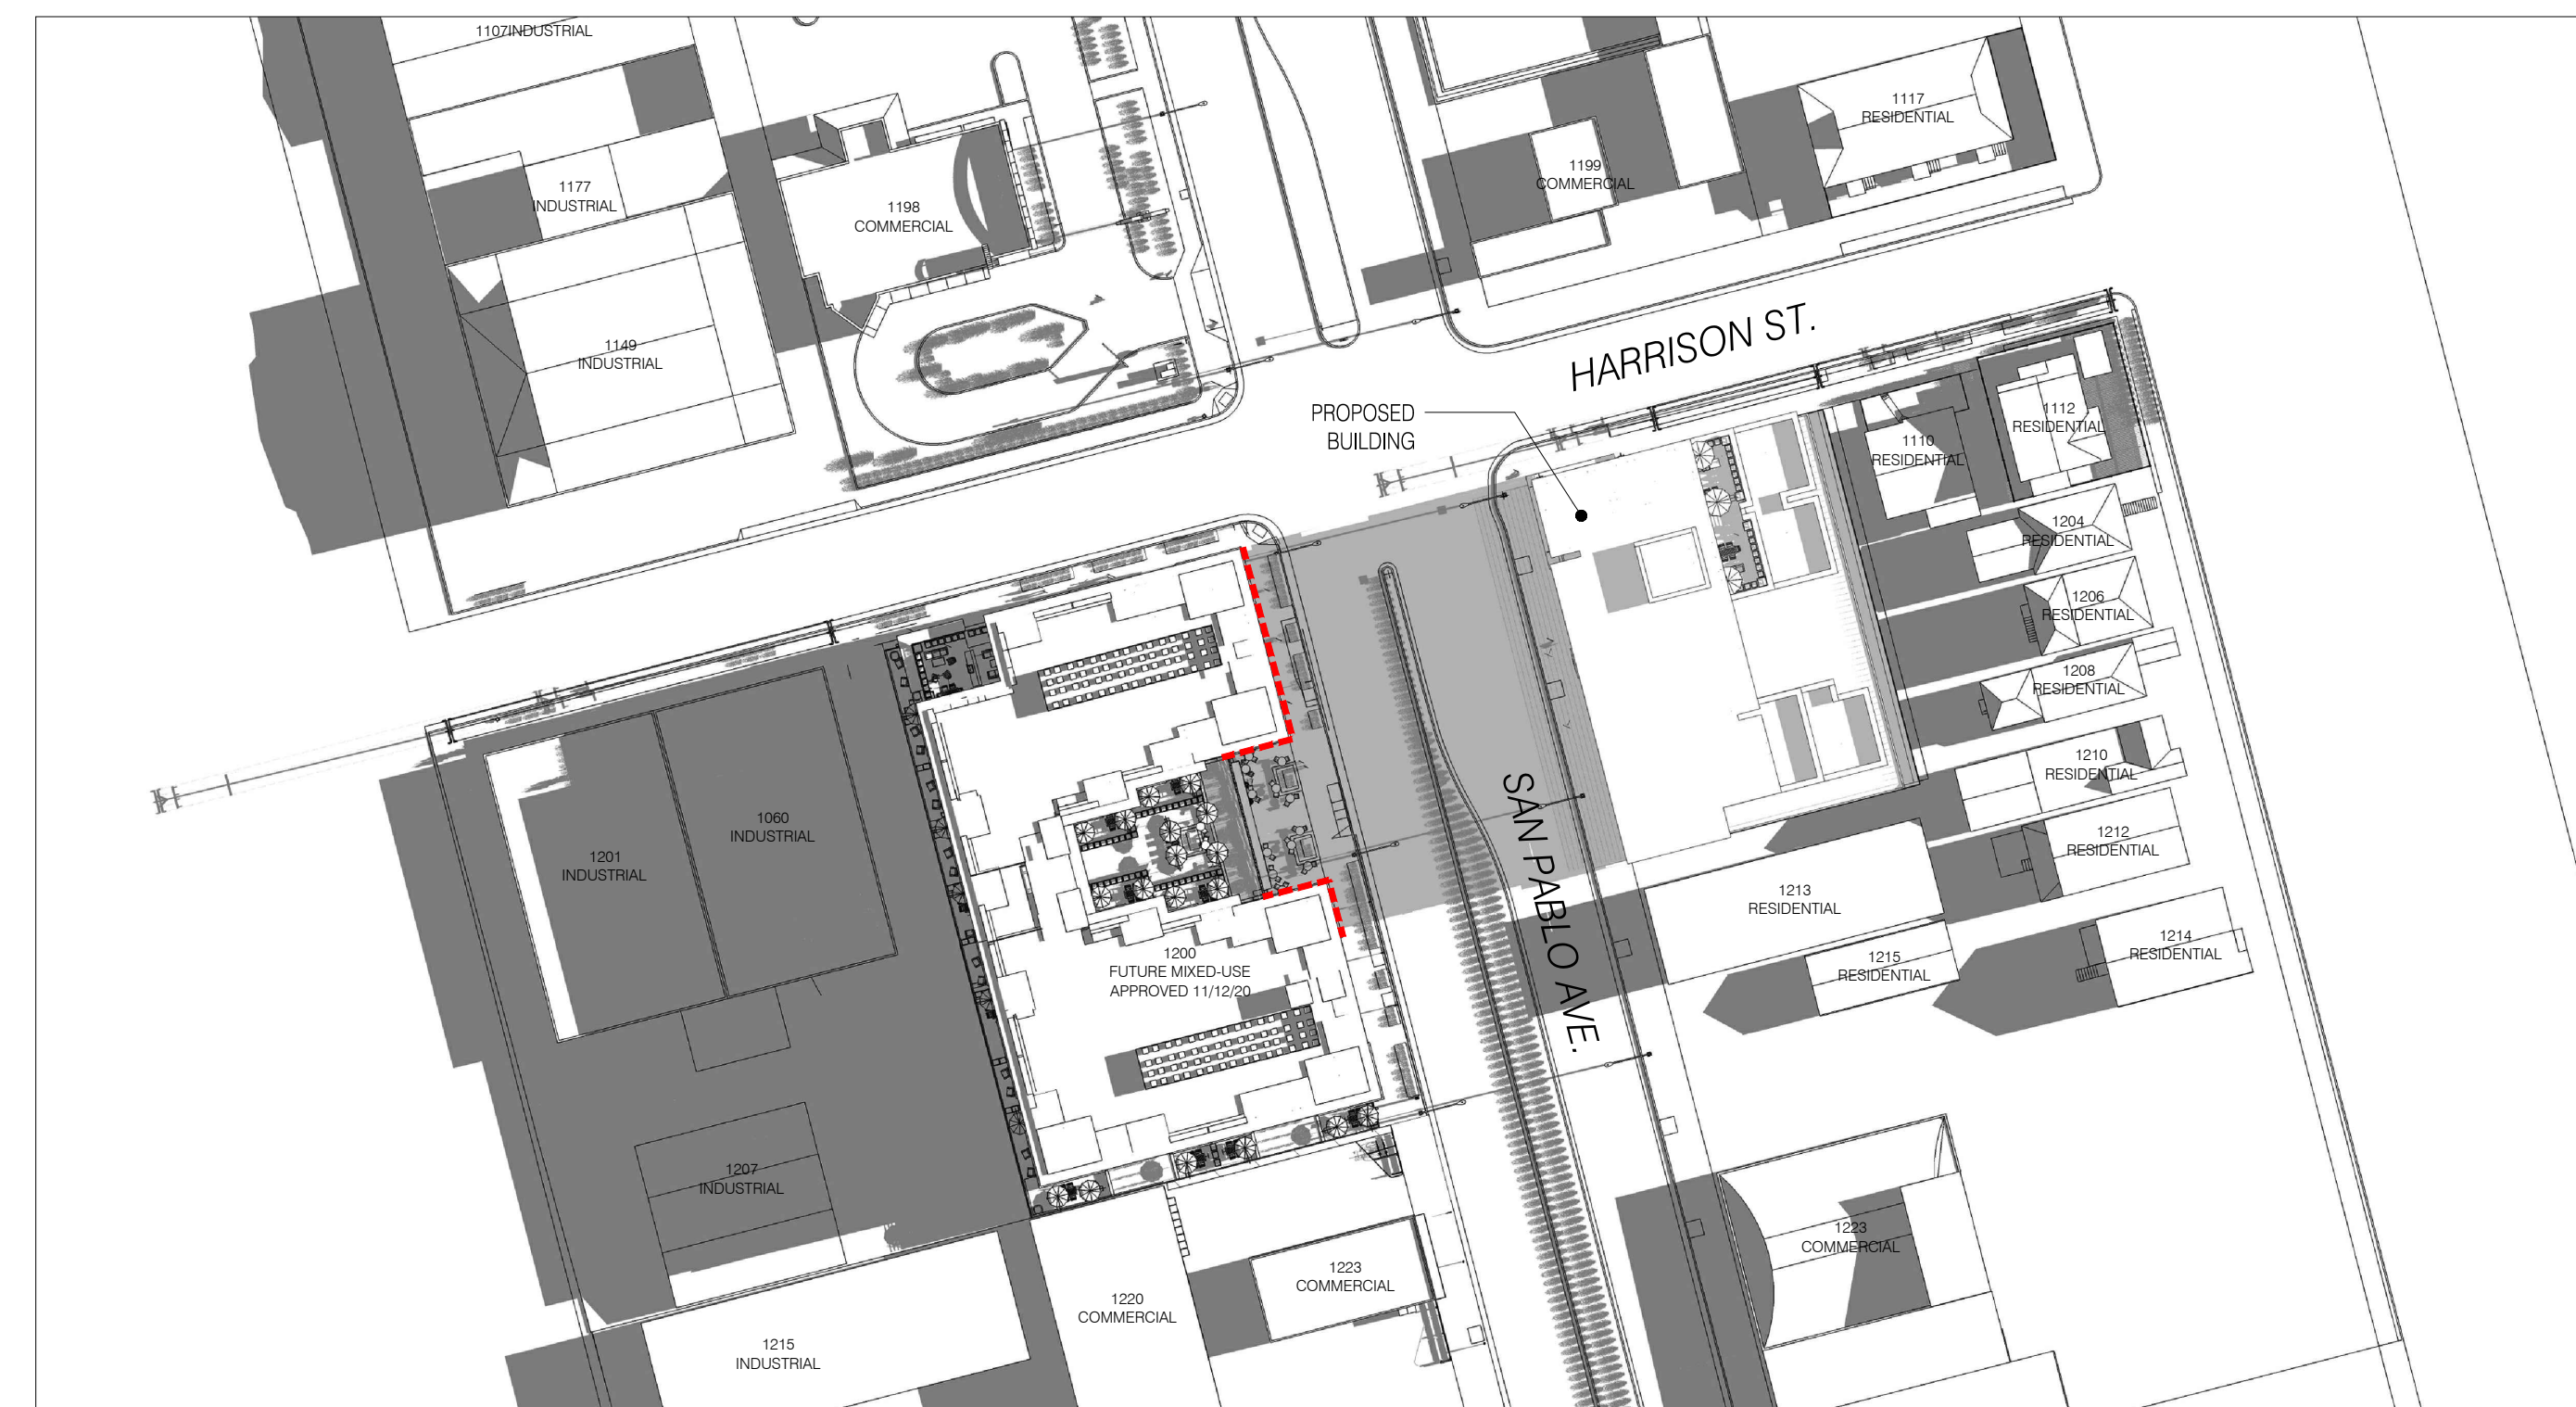 1107INDUSTRIAL
1117
RESIDENTIAL
1199
COMMERCIAL
1177
INDUSTRIAL
1198
COMMERCIAL
1149
INDUSTRIAL
HARRISON ST.
PROPOSED
BUILDING
1112
RESIDENTIAL
1110
RESIDENTIAL
1204
RESIDENTIAL
1206
RESIDENTIAL
1208
RESIDENTIAL
1210
RESIDENTIAL
1212
RESIDENTIAL
1060
INDUSTRIAL
1201
INDUSTRIAL
SAN PABLO AVE.
1213
RESIDENTIAL
1214
RESIDENTIAL
1215
RESIDENTIAL
1200
FUTURE MIXED-USE
APPROVED 11/12/20
1207
INDUSTRIAL
1223
COMMERCIAL
1223
COMMERCIAL
1220
COMMERCIAL
1215
INDUSTRIAL